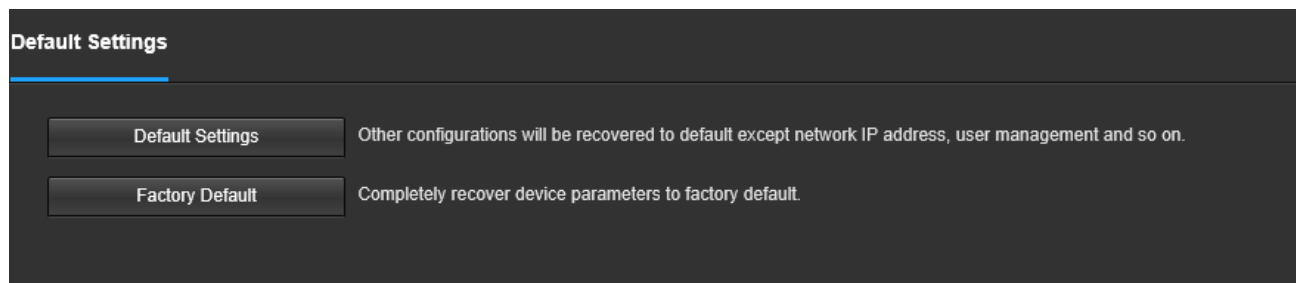 Default Settings
Default Settings Other configurations will be recovered to default except network IP address, user management and so on.
Factory Default Completely recover device parameters to factory default.